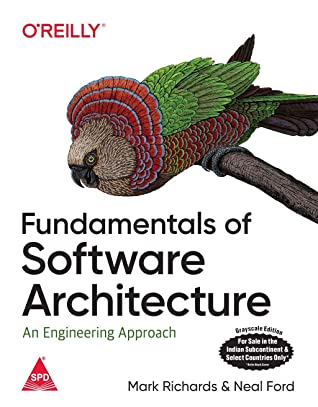 O'REILLY®
Fundamentals of
Software
Architecture
An Engineering Approach
Grayscale Edition
For Sale in the
Indian Subcontinent &
Select Countries Only*
SPD
Mark Richards & Neal Ford